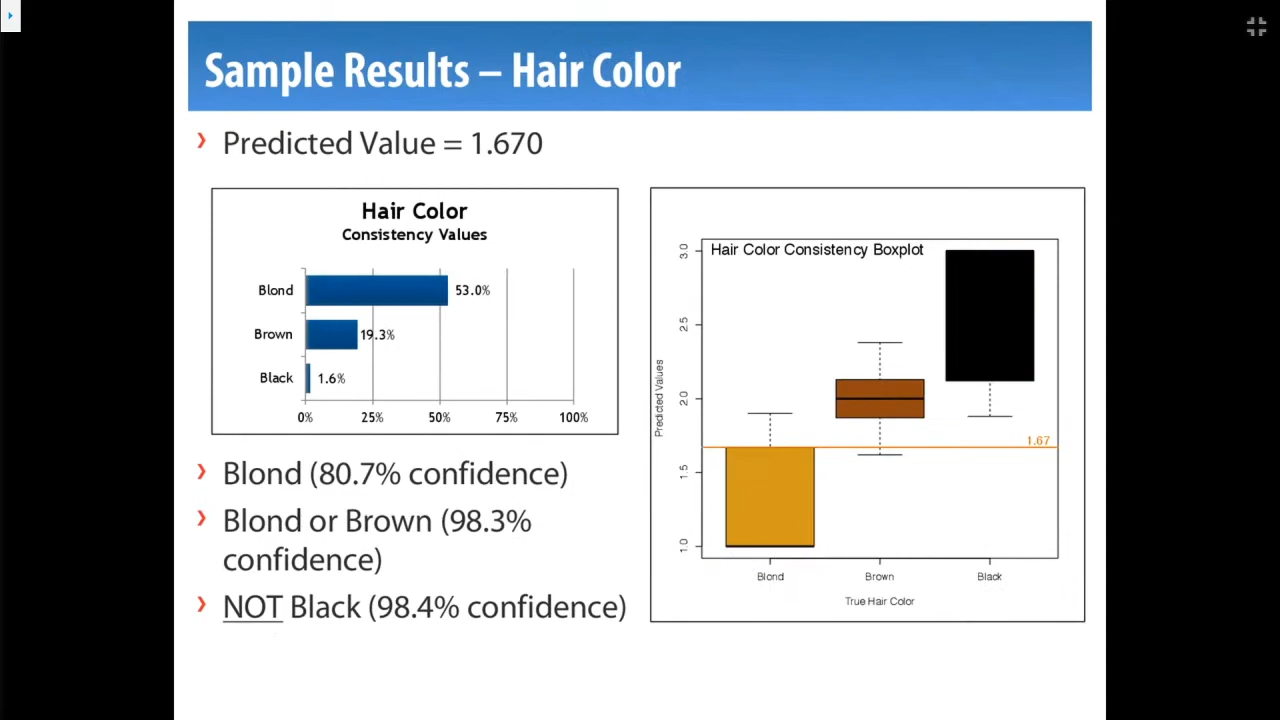 Sample Results – Hair Color
› Predicted Value = 1.670
Hair Color
Consistency Values
Blond 53.0%
Brown 19.3%
Black 1.6%
0% 25% 50% 75% 100%
› Blond (80.7% confidence)
› Blond or Brown (98.3%
confidence)
› NOT Black (98.4% confidence)
Hair Color Consistency Boxplot
Predicted Values
3.0
2.5
2.0
1.5
1.0
1.67
Blond Brown Black
True Hair Color